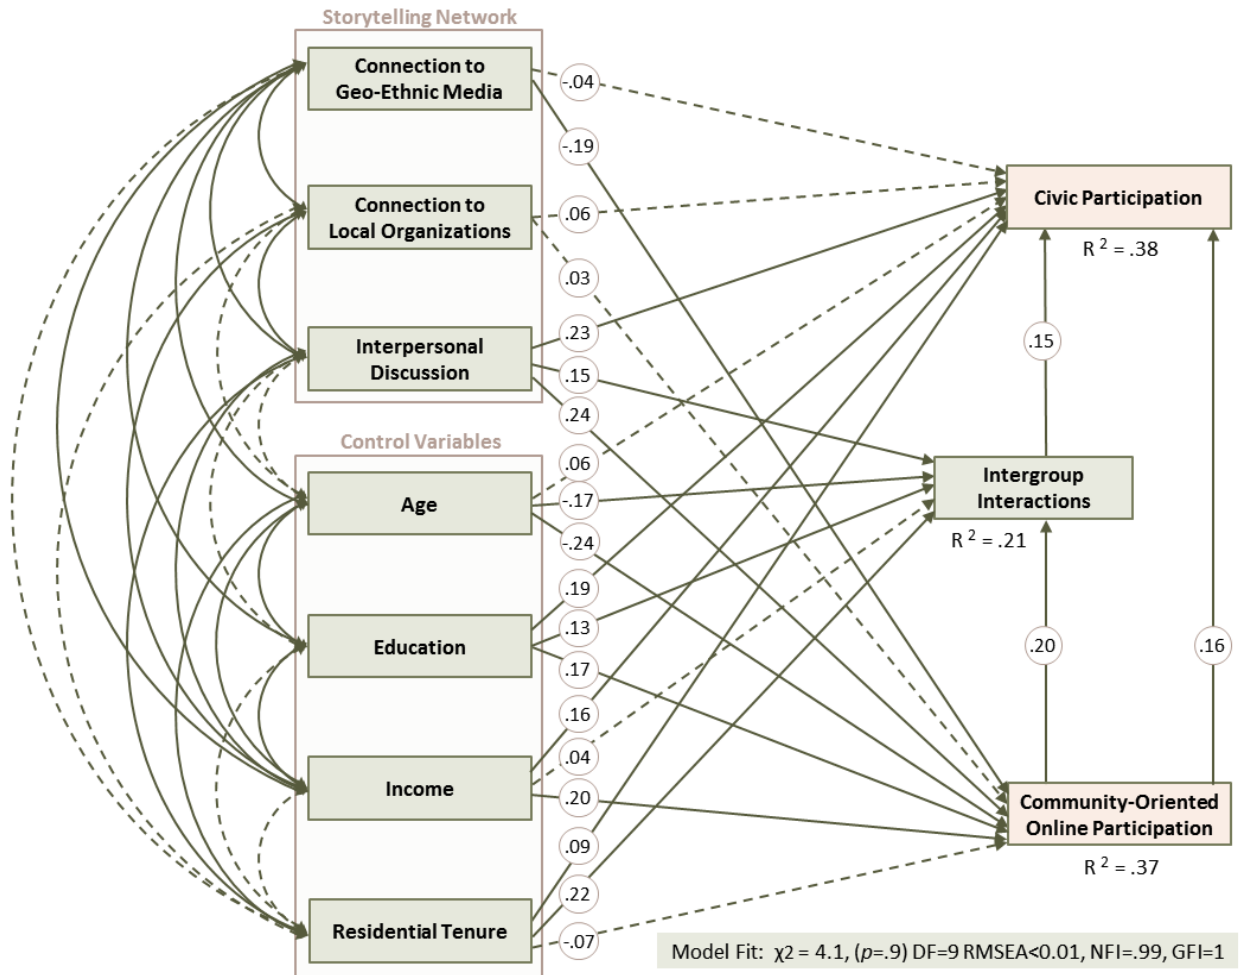 Storytelling Network
Connection to
Geo-Ethnic Media
Connection to
Local Organizations
Interpersonal
Discussion
Control Variables
Age
Education
Income
Residential Tenure
-.04
-.19
.06
.03
.23
.15
.24
.06
-.17
-.24
.19
.13
.17
.16
.04
.20
.09
.22
-.07
Civic Participation
R 2 = .38
.15
Intergroup
Interactions
R 2 = .21
.20
.16
Community-Oriented
Online Participation
R 2 = .37
Model Fit: χ2 = 4.1, (p=.9) DF=9 RMSEA<0.01, NFI=.99, GFI=1